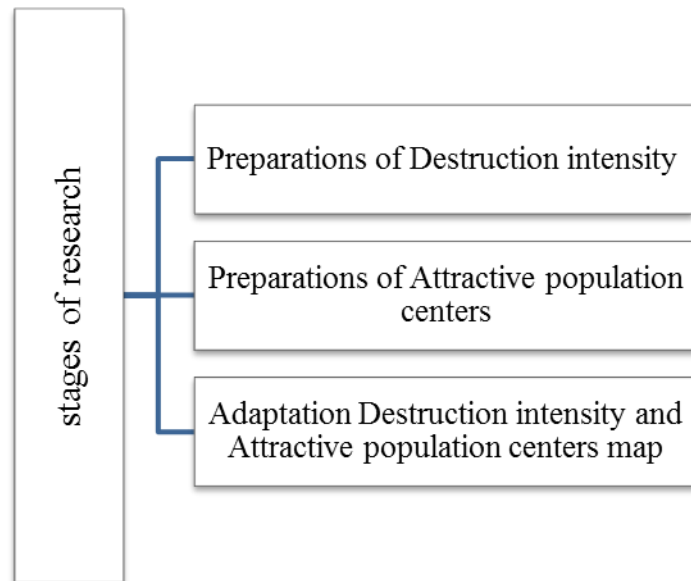 stages of research
Preparations of Destruction intensity
Preparations of Attractive population
centers
Adaptation Destruction intensity and
Attractive population centers map